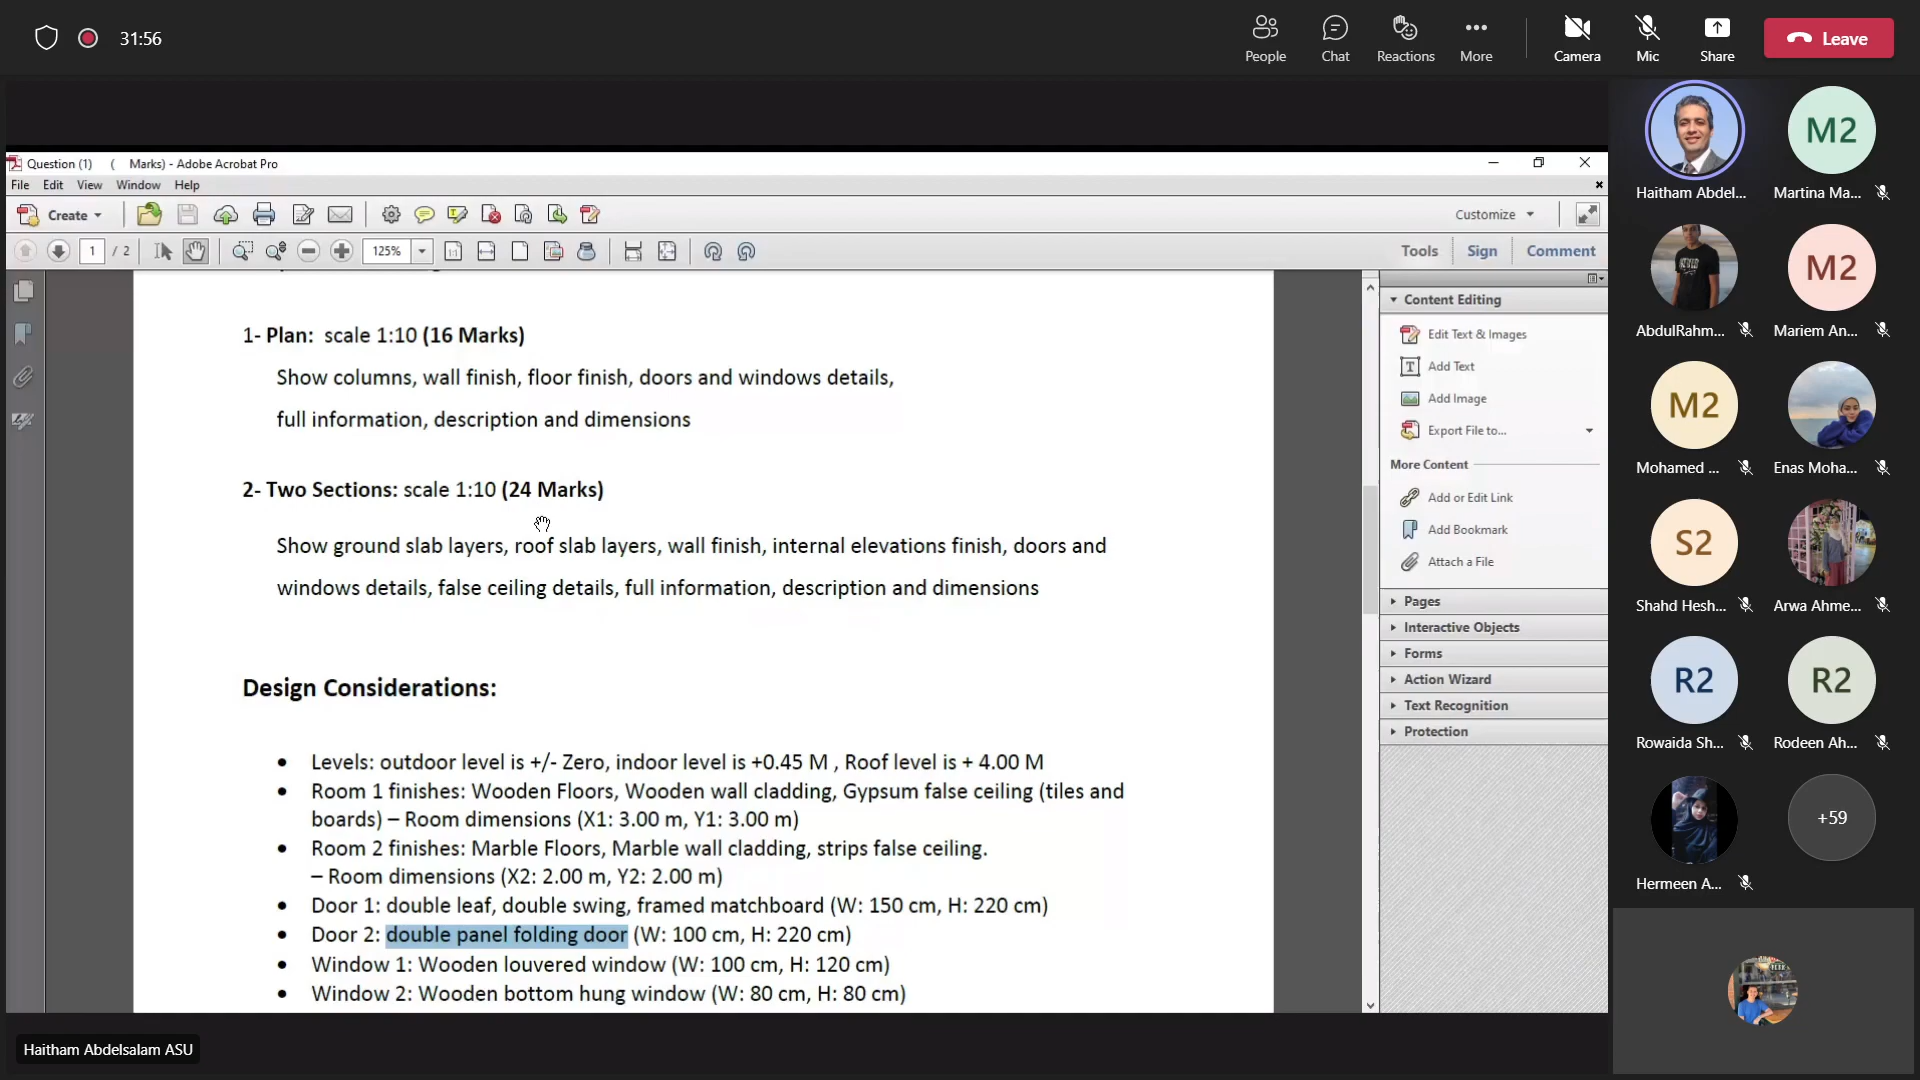 31:56
People
Chat
Reactions
More
Camera
Mic
Share
Leave
Question (1) ( Marks) - Adobe Acrobat Pro
File Edit View Window Help
Create
Customize
1 / 2
125%
Tools
Sign
Comment
1- Plan: scale 1:10 (16 Marks)
Show columns, wall finish, floor finish, doors and windows details,
full information, description and dimensions
2- Two Sections: scale 1:10 (24 Marks)
Show ground slab layers, roof slab layers, wall finish, internal elevations finish, doors and
windows details, false ceiling details, full information, description and dimensions
Design Considerations:
• Levels: outdoor level is +/- Zero, indoor level is +0.45 M , Roof level is + 4.00 M
• Room 1 finishes: Wooden Floors, Wooden wall cladding, Gypsum false ceiling (tiles and
boards) – Room dimensions (X1: 3.00 m, Y1: 3.00 m)
• Room 2 finishes: Marble Floors, Marble wall cladding, strips false ceiling.
– Room dimensions (X2: 2.00 m, Y2: 2.00 m)
• Door 1: double leaf, double swing, framed matchboard (W: 150 cm, H: 220 cm)
• Door 2: double panel folding door (W: 100 cm, H: 220 cm)
• Window 1: Wooden louvered window (W: 100 cm, H: 120 cm)
• Window 2: Wooden bottom hung window (W: 80 cm, H: 80 cm)
Content Editing
Edit Text & Images
Add Text
Add Image
Export File to...
More Content
Add or Edit Link
Add Bookmark
Attach a File
Pages
Interactive Objects
Forms
Action Wizard
Text Recognition
Protection
Haitham Abdel...
M2
Martina Ma...
AbdulRahm...
M2
Mariem An...
M2
Mohamed ...
Enas Moha...
S2
Shahd Hesh...
Arwa Ahme...
R2
Rowaida Sh...
R2
Rodeen Ah...
Hermeen A...
+59
Haitham Abdelsalam ASU